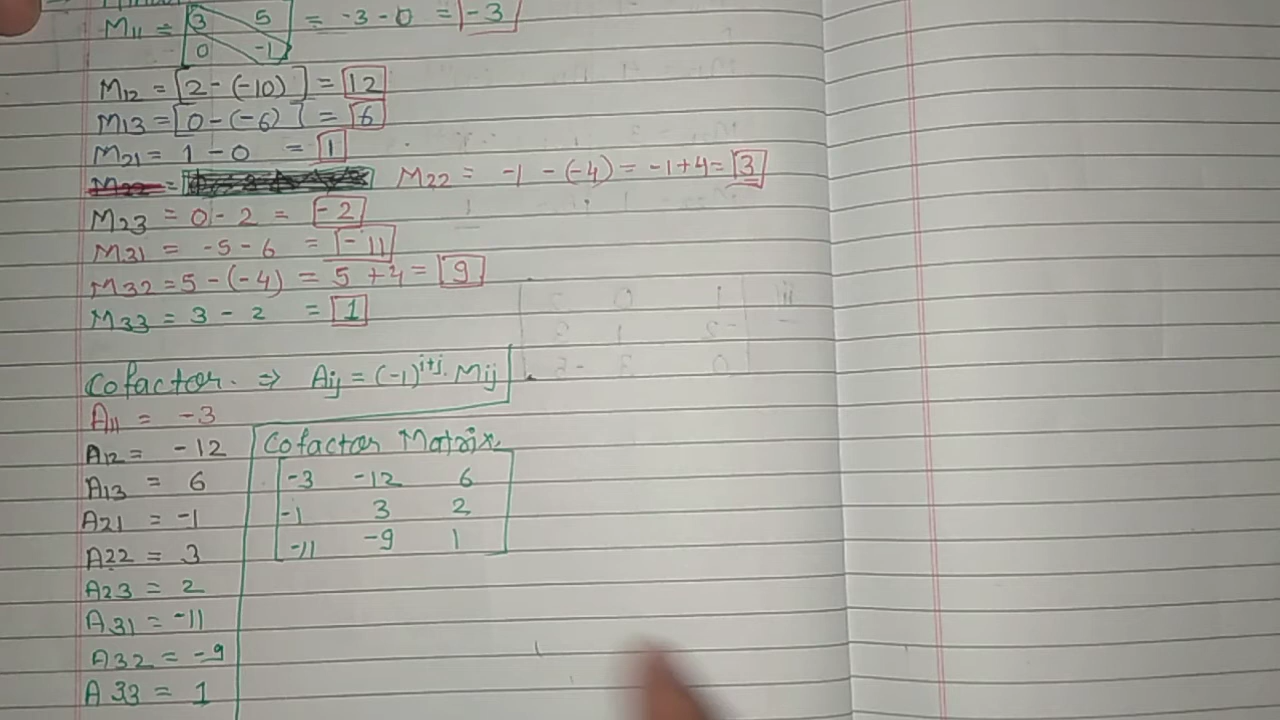 M11 = |3 5| = -3-0 = -3
0 -1
M12 = [2-(-10)] = 12
M13 = [0-(-6)] = 6
M21 = 1-0 = 1
M22 = -1 -(-4) = -1+4 = 3
M23 = 0-2 = -2
M31 = -5-6 = -11
M32 = 5-(-4) = 5+4 = 9
M33 = 3-2 = 1
Cofactor. ⇒ Aij = (-1)^i+j. Mij
A11 = -3
A12 = -12
A13 = 6
A21 = -1
A22 = 3
A23 = 2
A31 = -11
A32 = -9
A33 = 1
Cofactor Matrix
-3 -12 6
-1 3 2
-11 -9 1